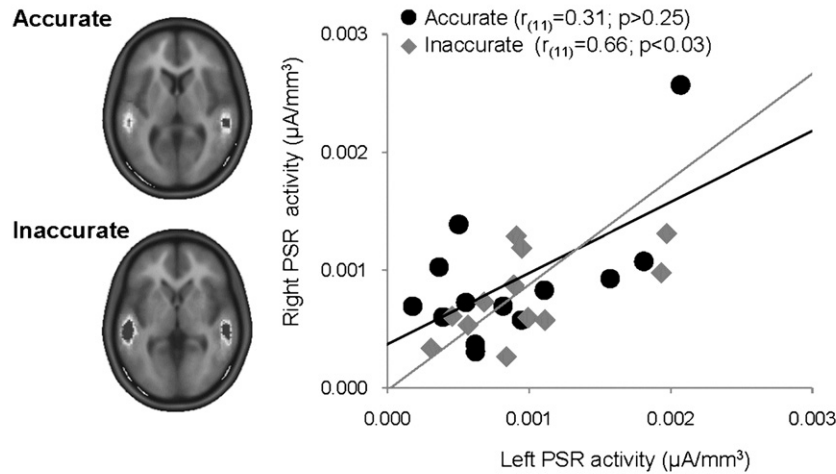 Accurate
Inaccurate
Accurate (r(11)=0.31; p>0.25)
Inaccurate (r(11)=0.66; p<0.03)
Right PSR activity (µA/mm³)
0.003
0.002
0.001
0.000
0.000 0.001 0.002 0.003
Left PSR activity (µA/mm³)